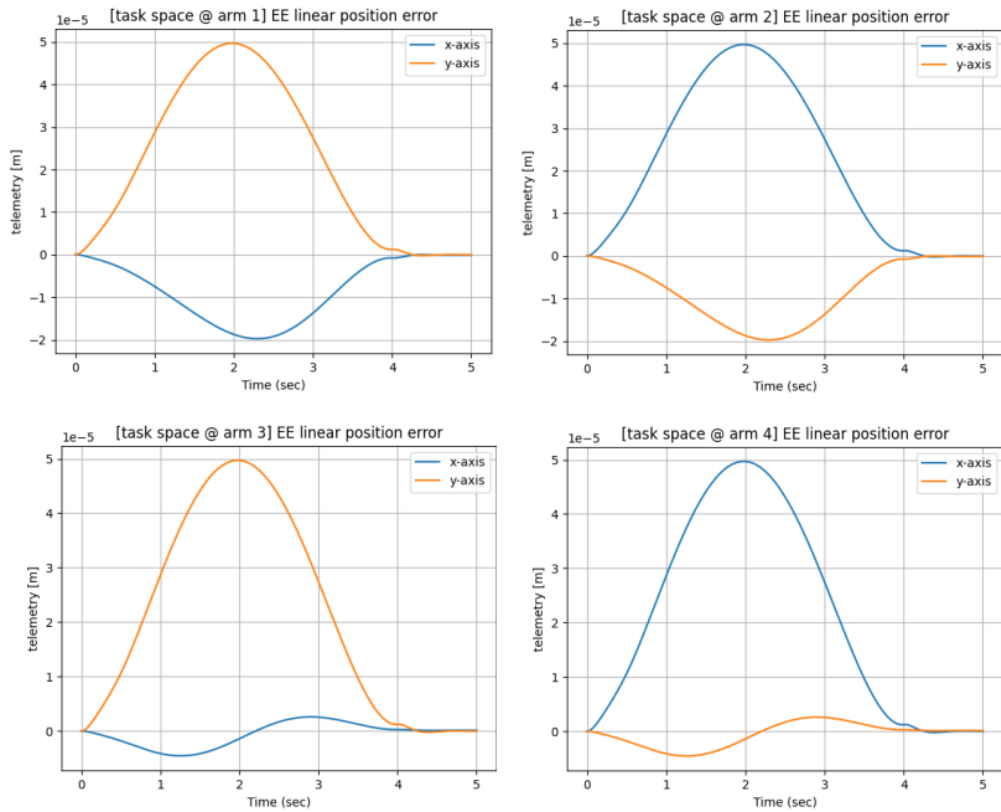 [task space @ arm 1] EE linear position error
1e−5
5
4
3
2
1
0
−1
−2
telemetry [m]
x-axis
y-axis
0 1 2 3 4 5
Time (sec)
[task space @ arm 2] EE linear position error
1e−5
5
4
3
2
1
0
−1
−2
telemetry [m]
x-axis
y-axis
0 1 2 3 4 5
Time (sec)
[task space @ arm 3] EE linear position error
1e−5
5
4
3
2
1
0
telemetry [m]
x-axis
y-axis
0 1 2 3 4 5
Time (sec)
[task space @ arm 4] EE linear position error
1e−5
5
4
3
2
1
0
telemetry [m]
x-axis
y-axis
0 1 2 3 4 5
Time (sec)